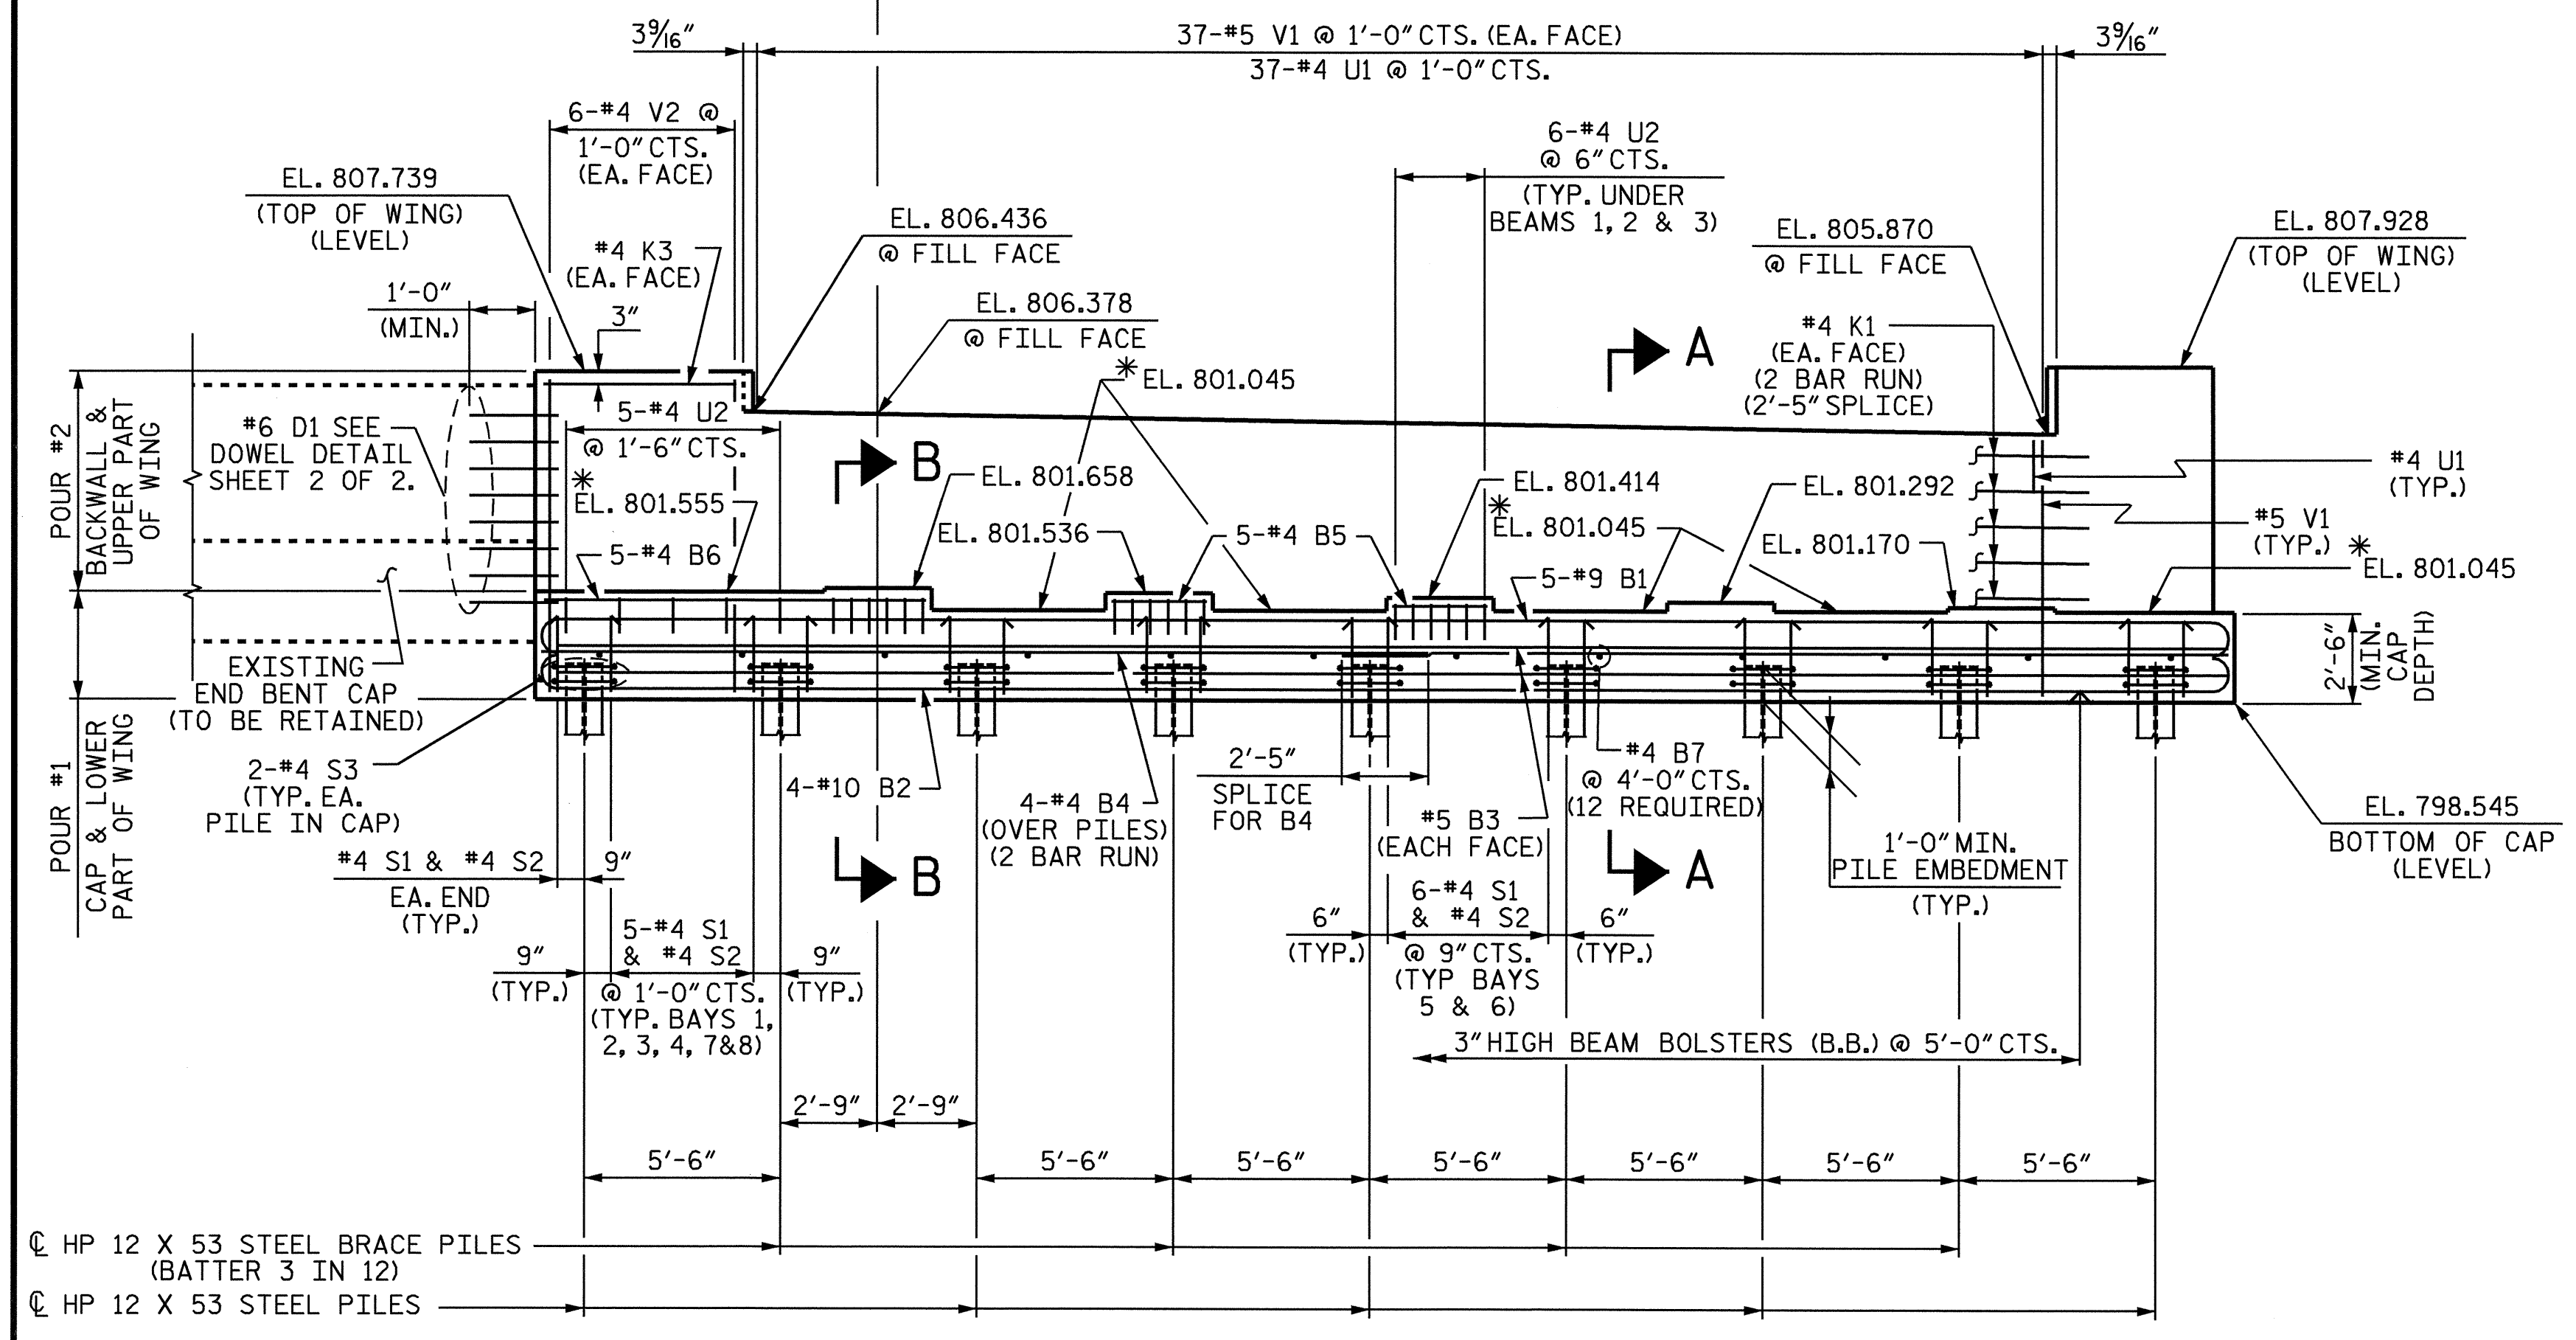 3 9/16"
37-#5 V1 @ 1'-0" CTS. (EA. FACE)
37-#4 U1 @ 1'-0" CTS.
3 9/16"
6-#4 V2 @
1'-0" CTS.
(EA. FACE)
6-#4 U2
@ 6" CTS.
(TYP. UNDER
BEAMS 1, 2 & 3)
EL. 807.739
(TOP OF WING)
(LEVEL)
#4 K3
(EA. FACE)
3"
EL. 806.436
@ FILL FACE
EL. 806.378
@ FILL FACE
EL. 805.870
@ FILL FACE
EL. 807.928
(TOP OF WING)
(LEVEL)
1'-0"
(MIN.)
A
#4 K1
(EA. FACE)
(2 BAR RUN)
(2'-5" SPLICE)
* EL. 801.045
POUR #2
BACKWALL &
UPPER PART
OF WING
#6 D1 SEE
DOWEL DETAIL
SHEET 2 OF 2.
5-#4 U2
@ 1'-6" CTS.
*
EL. 801.555
5-#4 B6
B
EL. 801.658
EL. 801.536
5-#4 B5
EL. 801.414
*
EL. 801.045
5-#9 B1
EL. 801.292
EL. 801.170
#4 U1
(TYP.)
#5 V1
(TYP.)
*
EL. 801.045
EXISTING
END BENT CAP
(TO BE RETAINED)
2'-6"
(MIN.
CAP
DEPTH)
POUR #1
CAP & LOWER
PART OF WING
2-#4 S3
(TYP. EA.
PILE IN CAP)
4-#10 B2
4-#4 B4
(OVER PILES)
(2 BAR RUN)
2'-5"
SPLICE
FOR B4
#5 B3
(EACH FACE)
#4 B7
@ 4'-0" CTS.
(12 REQUIRED)
1'-0" MIN.
PILE EMBEDMENT
(TYP.)
EL. 798.545
BOTTOM OF CAP
(LEVEL)
#4 S1 & #4 S2
EA. END
(TYP.)
9"
B
A
9"
(TYP.)
5-#4 S1
& #4 S2
@ 1'-0" CTS.
(TYP. BAYS 1,
2, 3, 4, 7&8)
9"
(TYP.)
6"
(TYP.)
6-#4 S1
& #4 S2
@ 9" CTS.
(TYP BAYS
5 & 6)
6"
(TYP.)
3" HIGH BEAM BOLSTERS (B.B.) @ 5'-0" CTS.
2'-9"
2'-9"
5'-6"
5'-6"
5'-6"
5'-6"
5'-6"
5'-6"
5'-6"
℄ HP 12 X 53 STEEL BRACE PILES
(BATTER 3 IN 12)
℄ HP 12 X 53 STEEL PILES